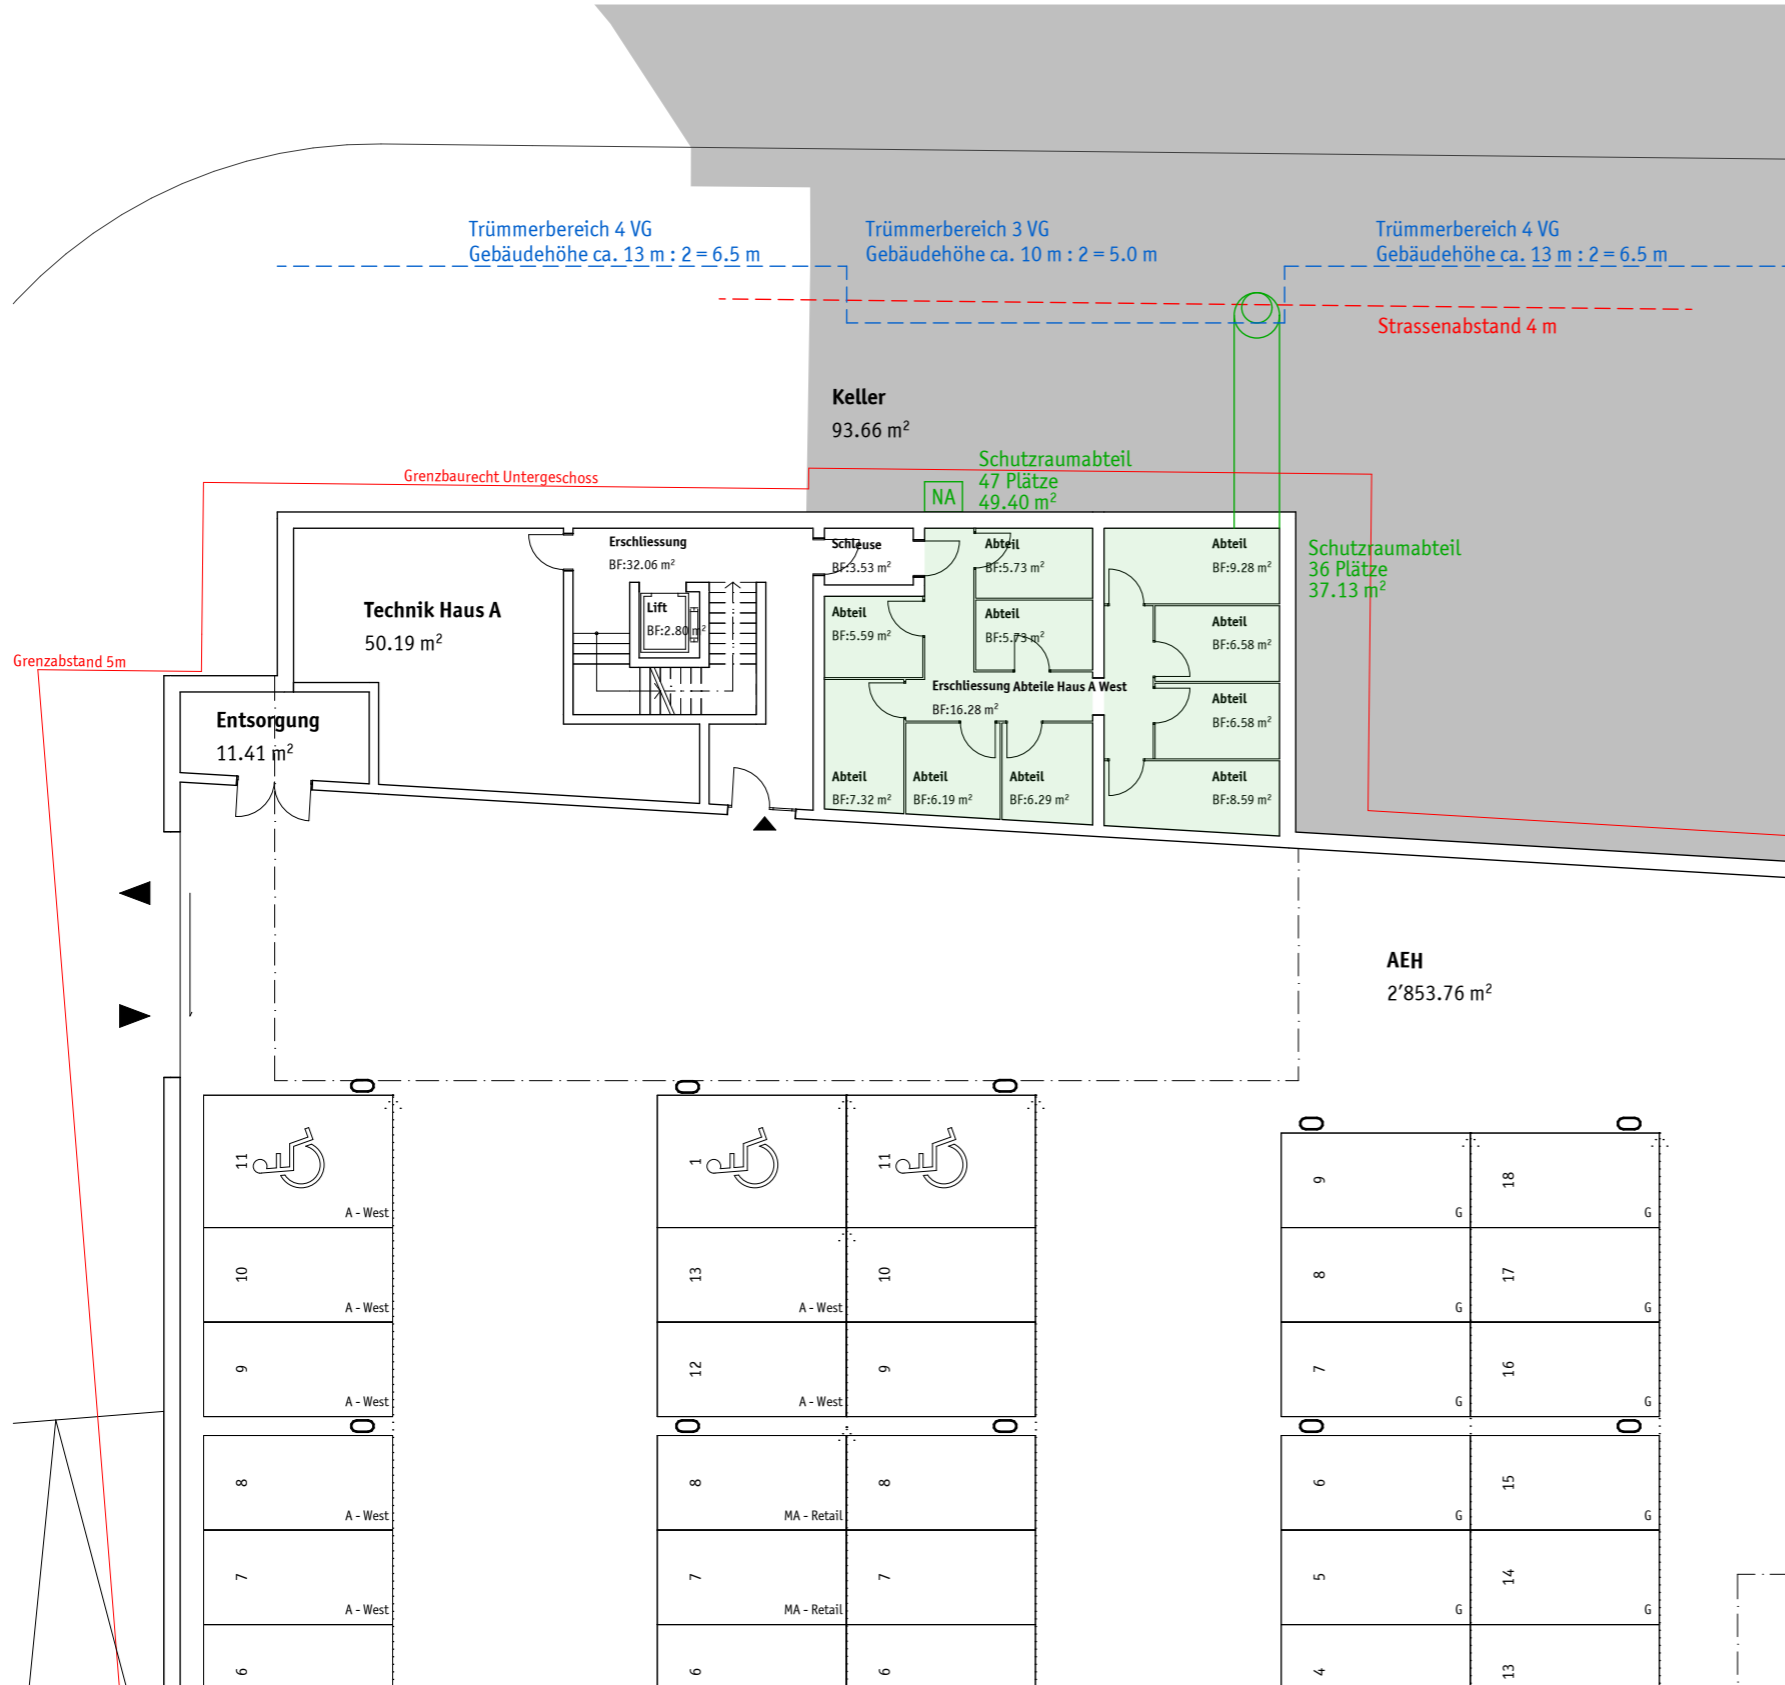 Trümmerbereich 4 VG
Gebäudehöhe ca. 13 m : 2 = 6.5 m
Trümmerbereich 3 VG
Gebäudehöhe ca. 10 m : 2 = 5.0 m
Trümmerbereich 4 VG
Gebäudehöhe ca. 13 m : 2 = 6.5 m
Strassenabstand 4 m
Keller
93.66 m²
Schutzraumabteil
47 Plätze
49.40 m²
NA
Grenzbaurecht Untergeschoss
Schutzraumabteil
36 Plätze
37.13 m²
Erschliessung
BF:32.06 m²
Schleuse
BF:3.53 m²
Abteil
BF:5.73 m²
Abteil
BF:9.28 m²
Technik Haus A
50.19 m²
Lift
BF:2.80 m²
Abteil
BF:5.59 m²
Abteil
BF:5.73 m²
Abteil
BF:6.58 m²
Grenzabstand 5m
Erschliessung Abteile Haus A West
BF:16.28 m²
Abteil
BF:6.58 m²
Entsorgung
11.41 m²
Abteil
BF:7.32 m²
Abteil
BF:6.19 m²
Abteil
BF:6.29 m²
Abteil
BF:8.59 m²
AEH
2’853.76 m²
11
A - West
10
A - West
9
A - West
8
A - West
7
A - West
6
1
13
A - West
12
A - West
8
MA - Retail
7
MA - Retail
6
11
10
9
8
7
6
9
G
8
G
7
G
6
G
5
G
4
18
G
17
G
16
G
15
G
14
G
13